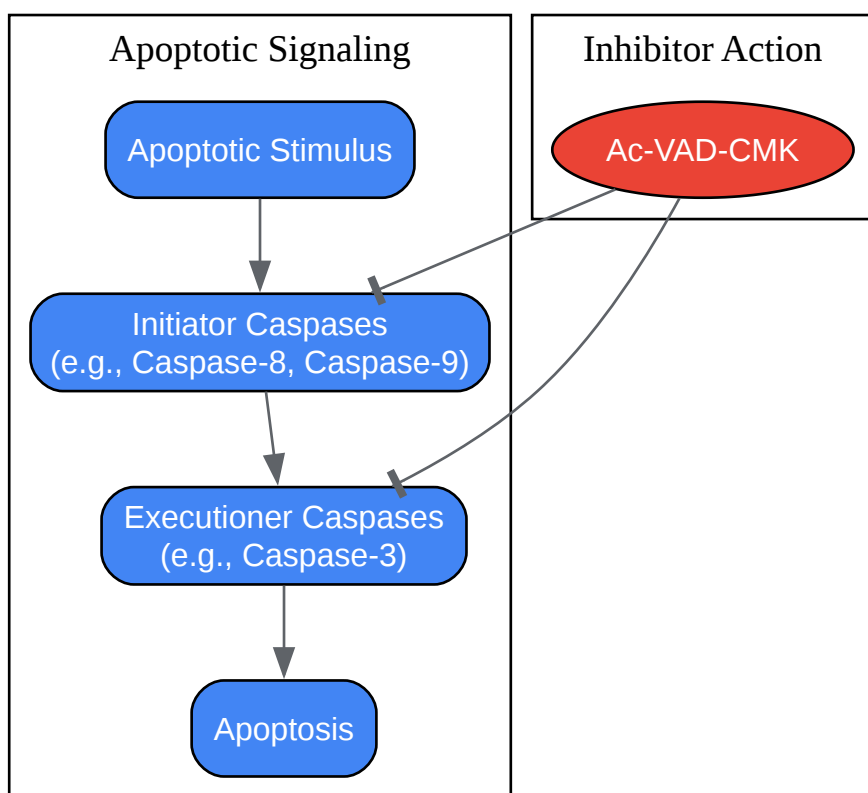 Apoptotic Signaling
Apoptotic Stimulus
Initiator Caspases
(e.g., Caspase-8, Caspase-9)
Executioner Caspases
(e.g., Caspase-3)
Apoptosis
Inhibitor Action
Ac-VAD-CMK